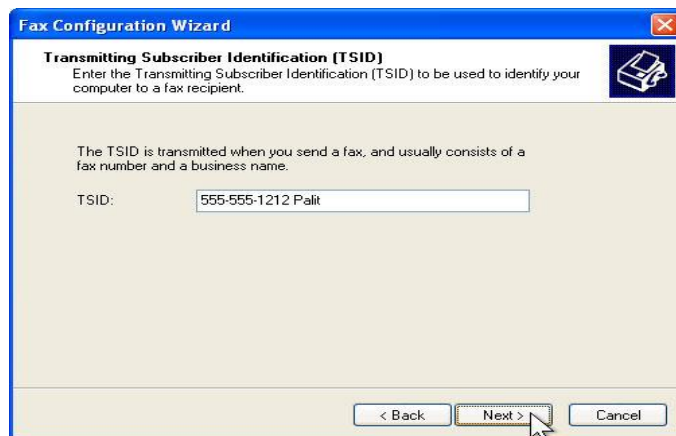 Fax Configuration Wizard
Transmitting Subscriber Identification (TSID)
Enter the Transmitting Subscriber Identification (TSID) to be used to identify your
computer to a fax recipient.
The TSID is transmitted when you send a fax, and usually consists of a
fax number and a business name.
TSID: 555-555-1212 Palit
< Back Next > Cancel